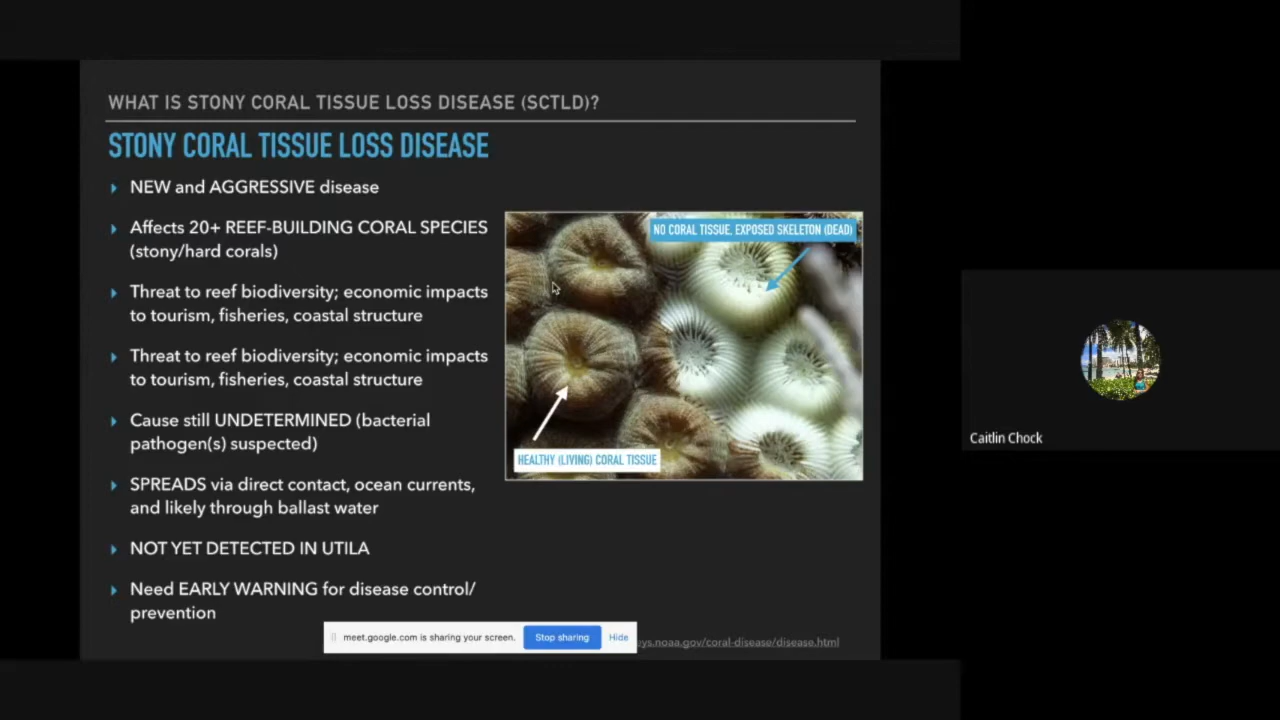 WHAT IS STONY CORAL TISSUE LOSS DISEASE (SCTLD)?
STONY CORAL TISSUE LOSS DISEASE
NEW and AGGRESSIVE disease
Affects 20+ REEF-BUILDING CORAL SPECIES
(stony/hard corals)
Threat to reef biodiversity; economic impacts
to tourism, fisheries, coastal structure
Threat to reef biodiversity; economic impacts
to tourism, fisheries, coastal structure
Cause still UNDETERMINED (bacterial
pathogen(s) suspected)
SPREADS via direct contact, ocean currents,
and likely through ballast water
NOT YET DETECTED IN UTILA
Need EARLY WARNING for disease control/
prevention
NO CORAL TISSUE, EXPOSED SKELETON (DEAD)
HEALTHY (LIVING) CORAL TISSUE
meet.google.com is sharing your screen.
Stop sharing
Hide
ys.noaa.gov/coral-disease/disease.html
Caitlin Chock